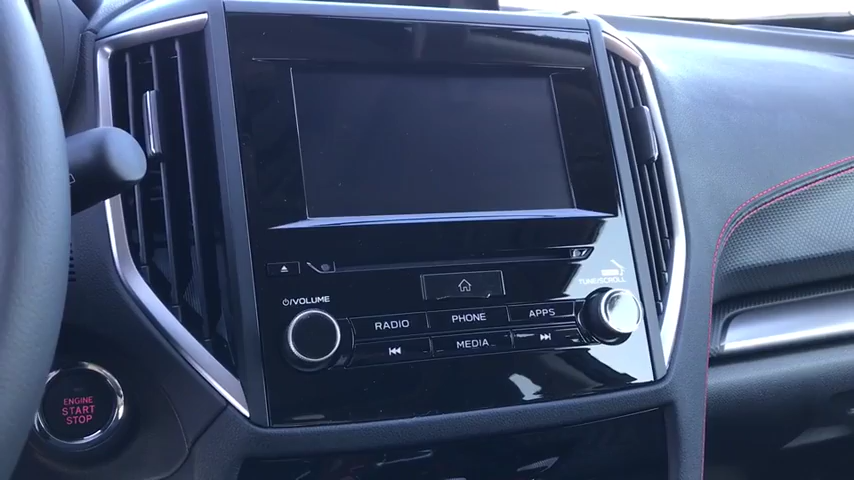 TUNE/SCROLL
⏻/VOLUME
RADIO
PHONE
APPS
MEDIA
ENGINE
START
STOP